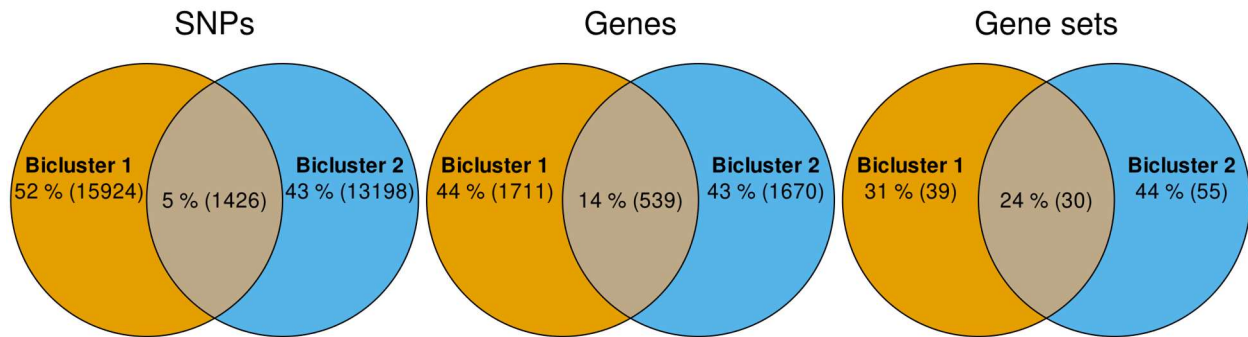 SNPs
Bicluster 1
52 % (15924)
5 % (1426)
Bicluster 2
43 % (13198)
Genes
Bicluster 1
44 % (1711)
14 % (539)
Bicluster 2
43 % (1670)
Gene sets
Bicluster 1
31 % (39)
24 % (30)
Bicluster 2
44 % (55)